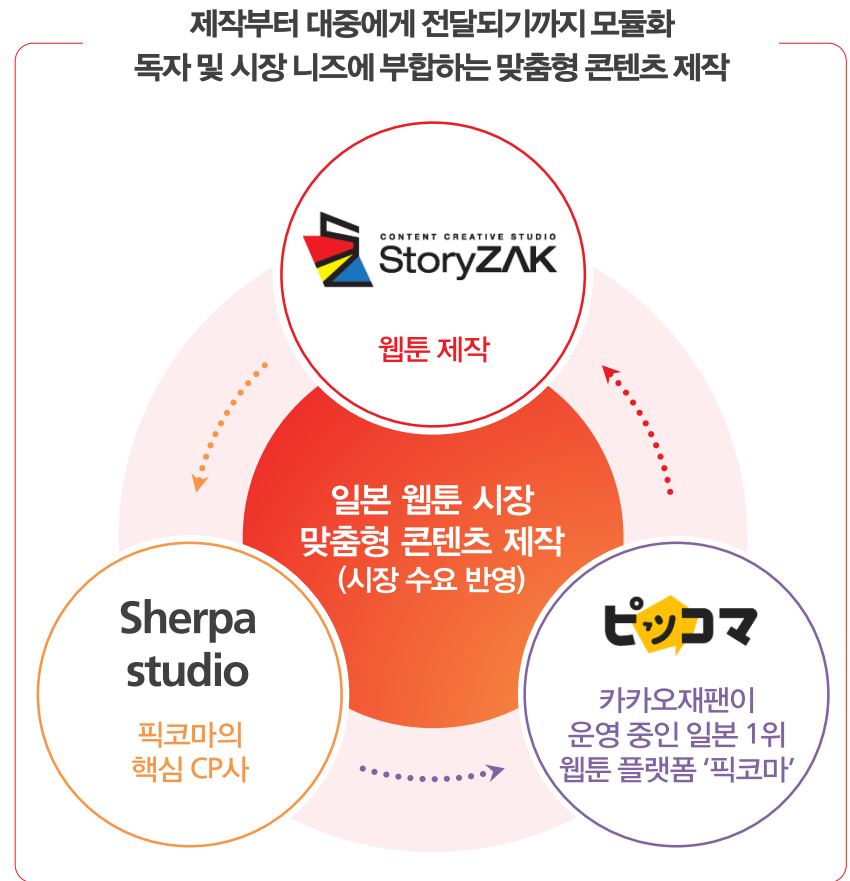 제작부터 대중에게 전달되기까지 모듈화
독자 및 시장 니즈에 부합하는 맞춤형 콘텐츠 제작
CONTENT CREATIVE STUDIO
StoryZAK
웹툰 제작
일본 웹툰 시장
맞춤형 콘텐츠 제작
(시장 수요 반영)
Sherpa
studio
픽코마의
핵심 CP사
ピッコマ
카카오재팬이
운영 중인 일본 1위
웹툰 플랫폼 ‘픽코마’